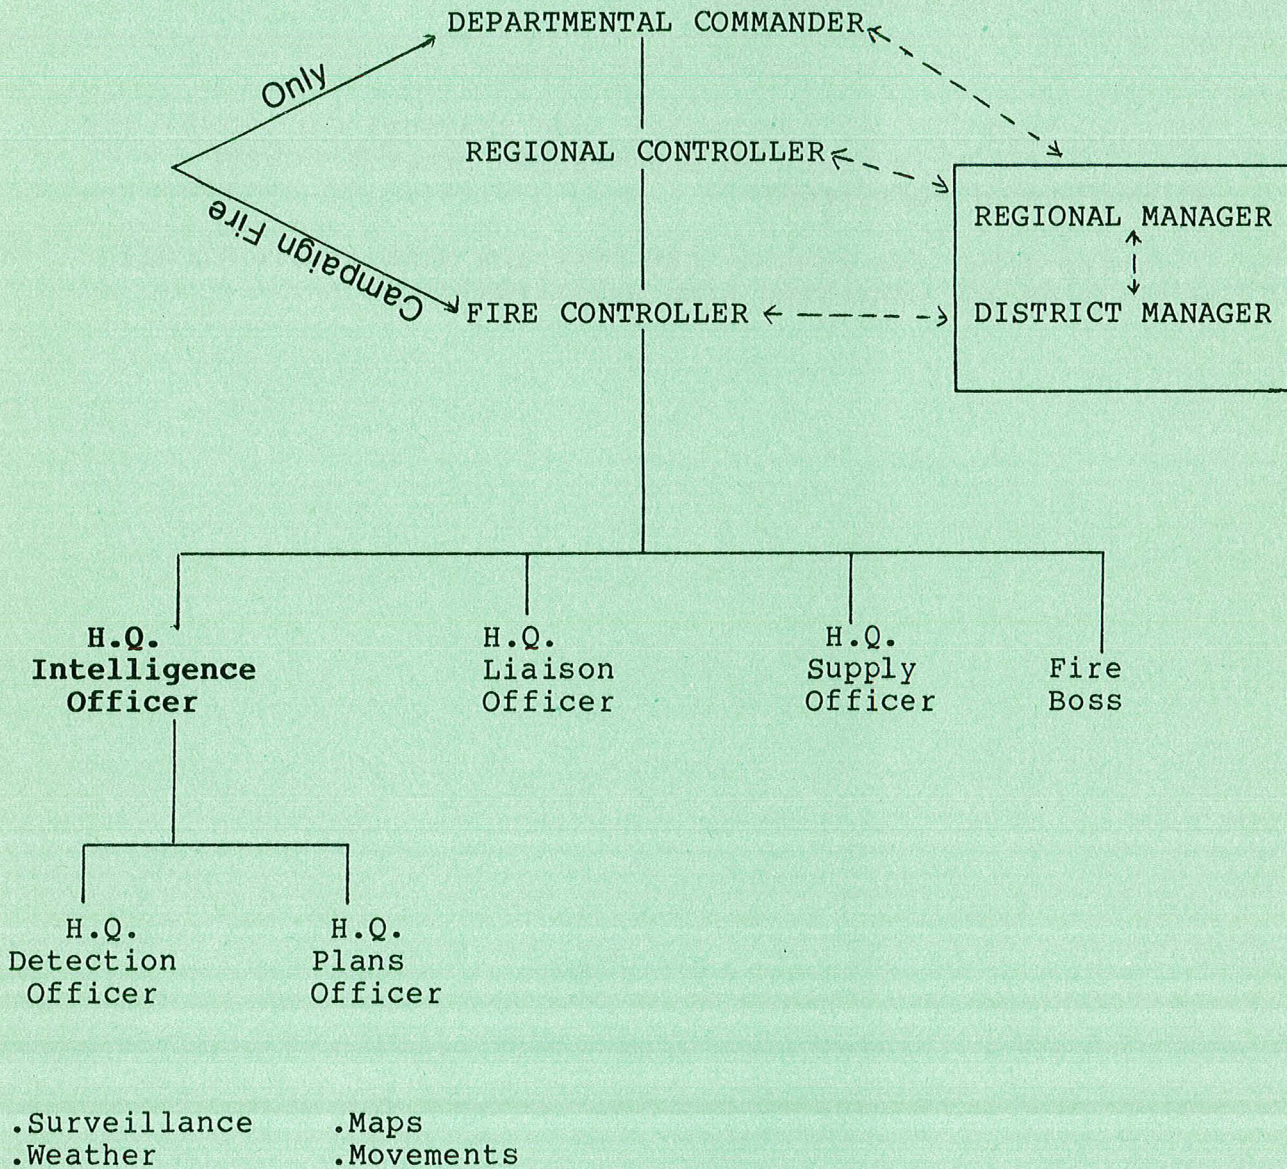 DEPARTMENTAL COMMANDER
Only
REGIONAL CONTROLLER
Campaign Fire
REGIONAL MANAGER
FIRE CONTROLLER
DISTRICT MANAGER
H.Q.
Intelligence
Officer
H.Q.
Liaison
Officer
H.Q.
Supply
Officer
Fire
Boss
H.Q.
Detection
Officer
H.Q.
Plans
Officer
.Surveillance
.Weather
.Maps
.Movements